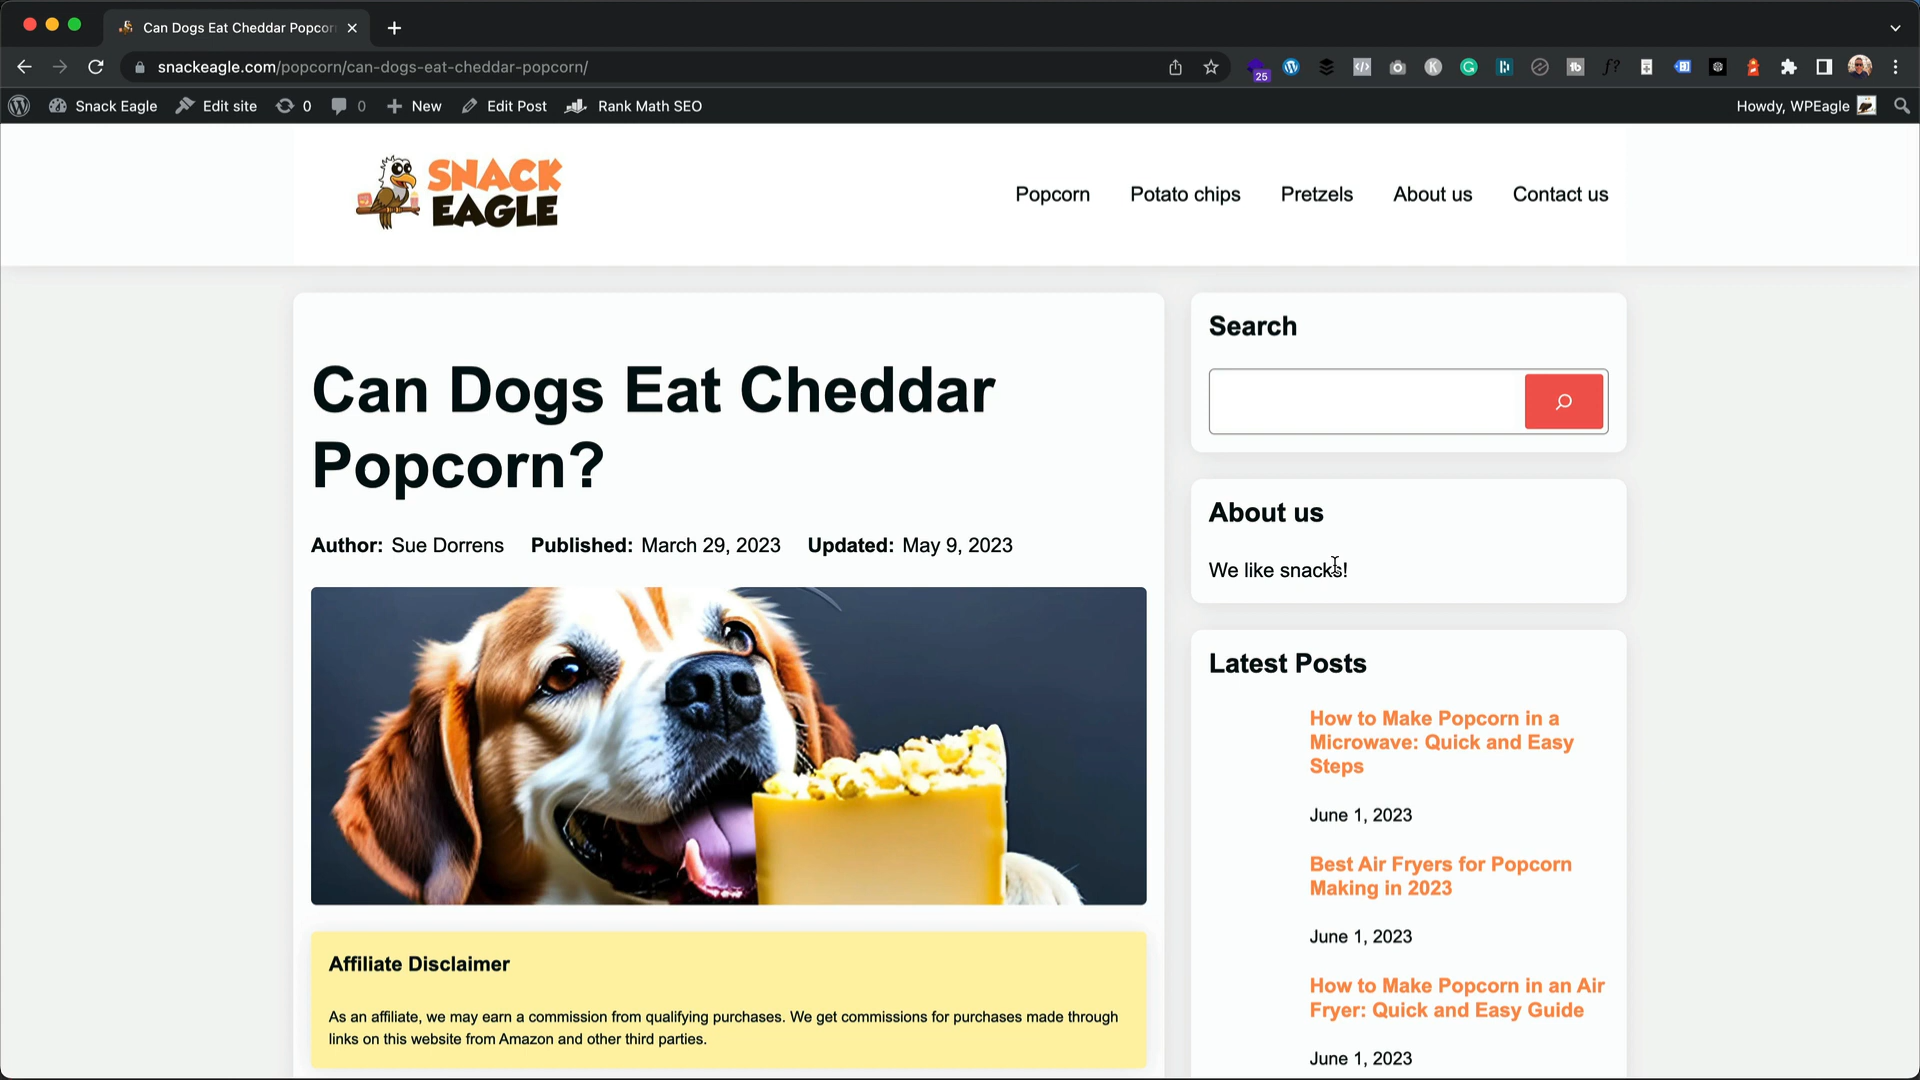 Can Dogs Eat Cheddar Popcor
snackeagle.com/popcorn/can-dogs-eat-cheddar-popcorn/
25
Snack Eagle
Edit site
0
0
New
Edit Post
Rank Math SEO
Howdy, WPEagle
SNACK
EAGLE
Popcorn
Potato chips
Pretzels
About us
Contact us
Can Dogs Eat Cheddar
Popcorn?
Author: Sue Dorrens Published: March 29, 2023 Updated: May 9, 2023
Affiliate Disclaimer
As an affiliate, we may earn a commission from qualifying purchases. We get commissions for purchases made through
links on this website from Amazon and other third parties.
Search
About us
We like snacks!
Latest Posts
How to Make Popcorn in a
Microwave: Quick and Easy
Steps
June 1, 2023
Best Air Fryers for Popcorn
Making in 2023
June 1, 2023
How to Make Popcorn in an Air
Fryer: Quick and Easy Guide
June 1, 2023